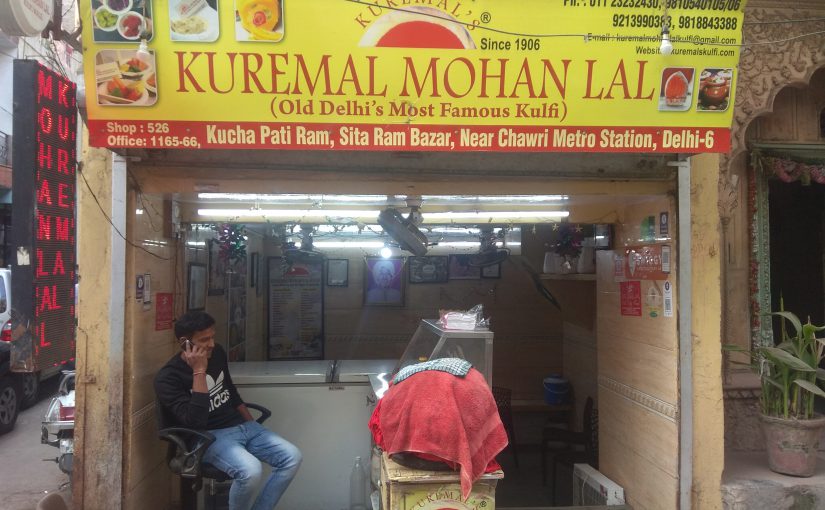 KUREMAL'S ®
Since 1906
Ph.: 011 23232430, 9810540105/06
9213990383, 9818843388
E-mail : kuremalmohanlalkulfi@gmail.com
Website : kuremalskulfi.com
KUREMAL MOHAN LAL
(Old Delhi's Most Famous Kulfi)
Shop : 526
Office: 1165-66, Kucha Pati Ram, Sita Ram Bazar, Near Chawri Metro Station, Delhi-6
KUREMAL
MOHAN LAL
adidas
KUREMAL'S